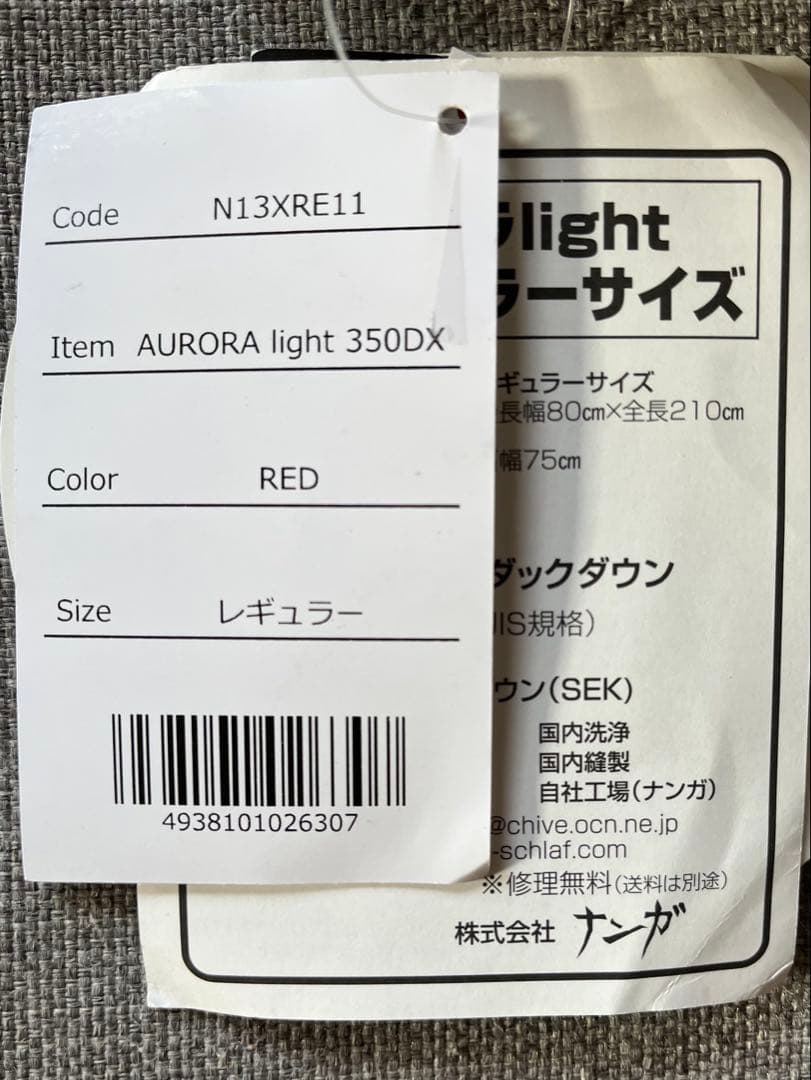 Code N13XRE11
Item AURORA light 350DX
Color RED
Size レギュラー
4938101026307
light
ラーサイズ
ギュラーサイズ
長幅80cm×全長210cm
幅75cm
ダックダウン
JIS規格）
ウン(SEK)
国内洗浄
国内縫製
自社工場（ナンガ）
@chive.ocn.ne.jp
-schlaf.com
※修理無料（送料は別途）
株式会社 ナンガ